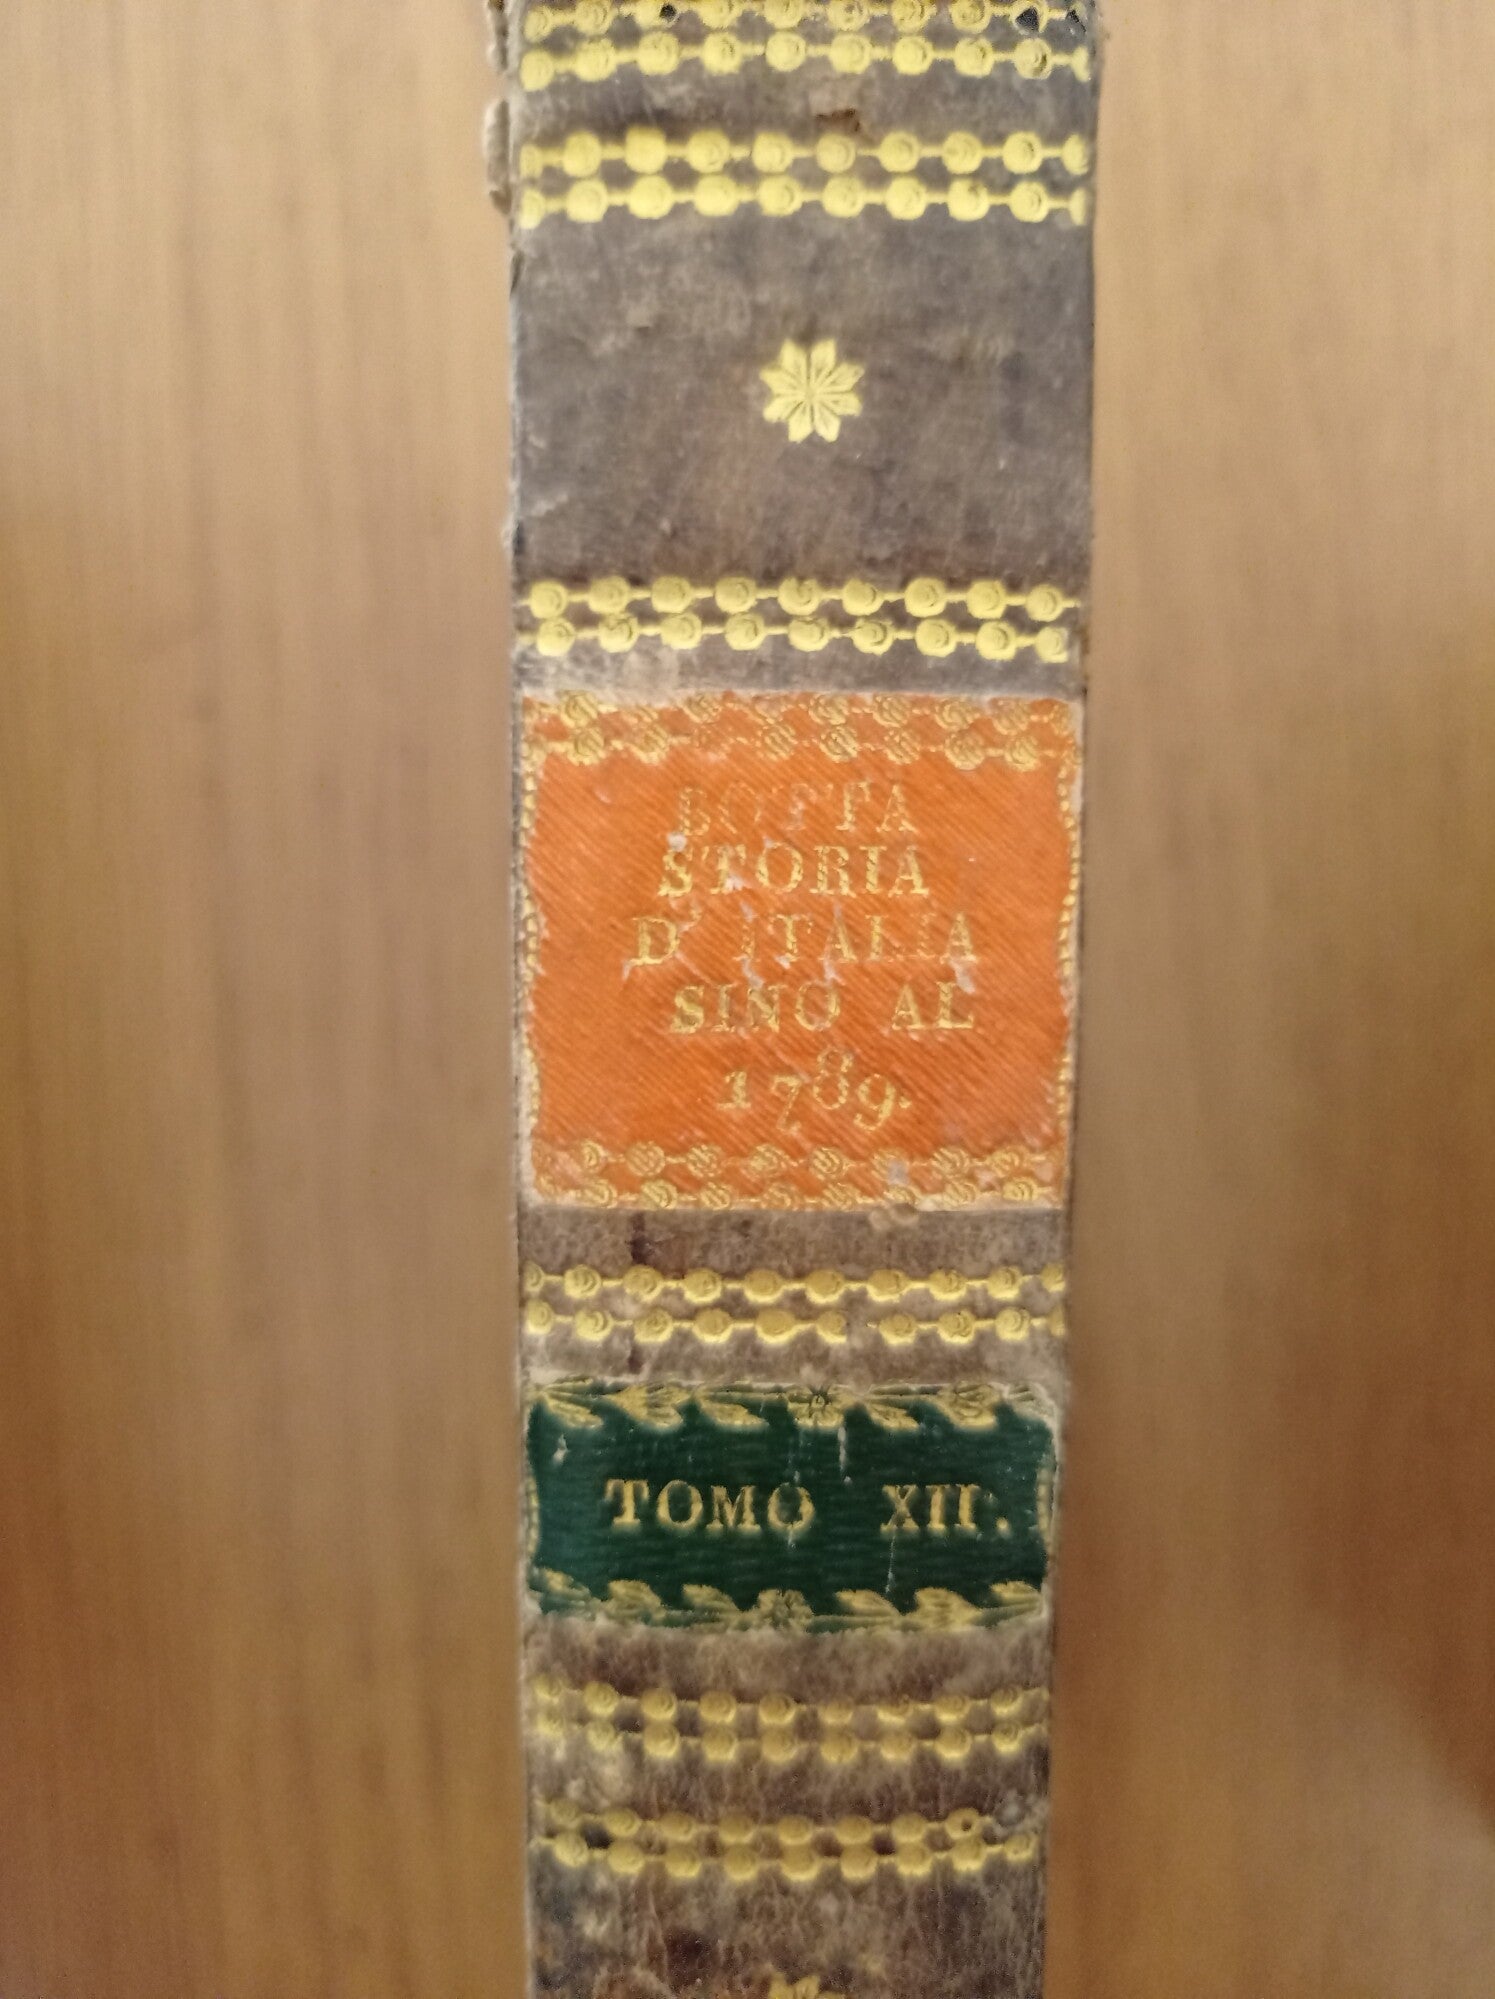 BOTTA
STORIA
D' ITALIA
SINO AL
1789.
TOMO XII.